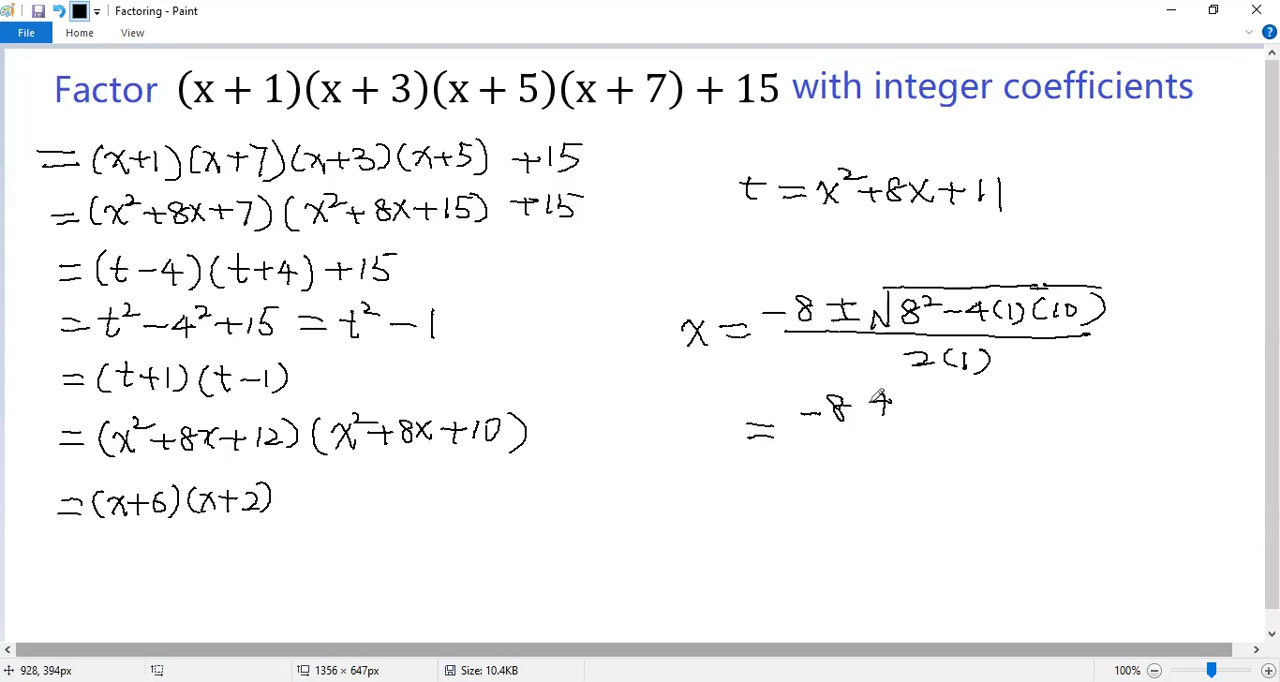 Factoring - Paint
File Home View
Factor (x + 1)(x + 3)(x + 5)(x + 7) + 15 with integer coefficients
= (x+1)(x+7)(x+3)(x+5) +15
= (x²+8x+7)(x²+8x+15) +15
= (t-4)(t+4)+15
= t²-4²+15 = t²-1
= (t+1)(t-1)
= (x²+8x+12)(x²+8x+10)
= (x+6)(x+2)
t = x²+8x+11
x = (-8 ± √(8²-4(1)(10)))/(2(1))
= -8 4
928, 394px 1356 × 647px Size: 10.4KB 100%